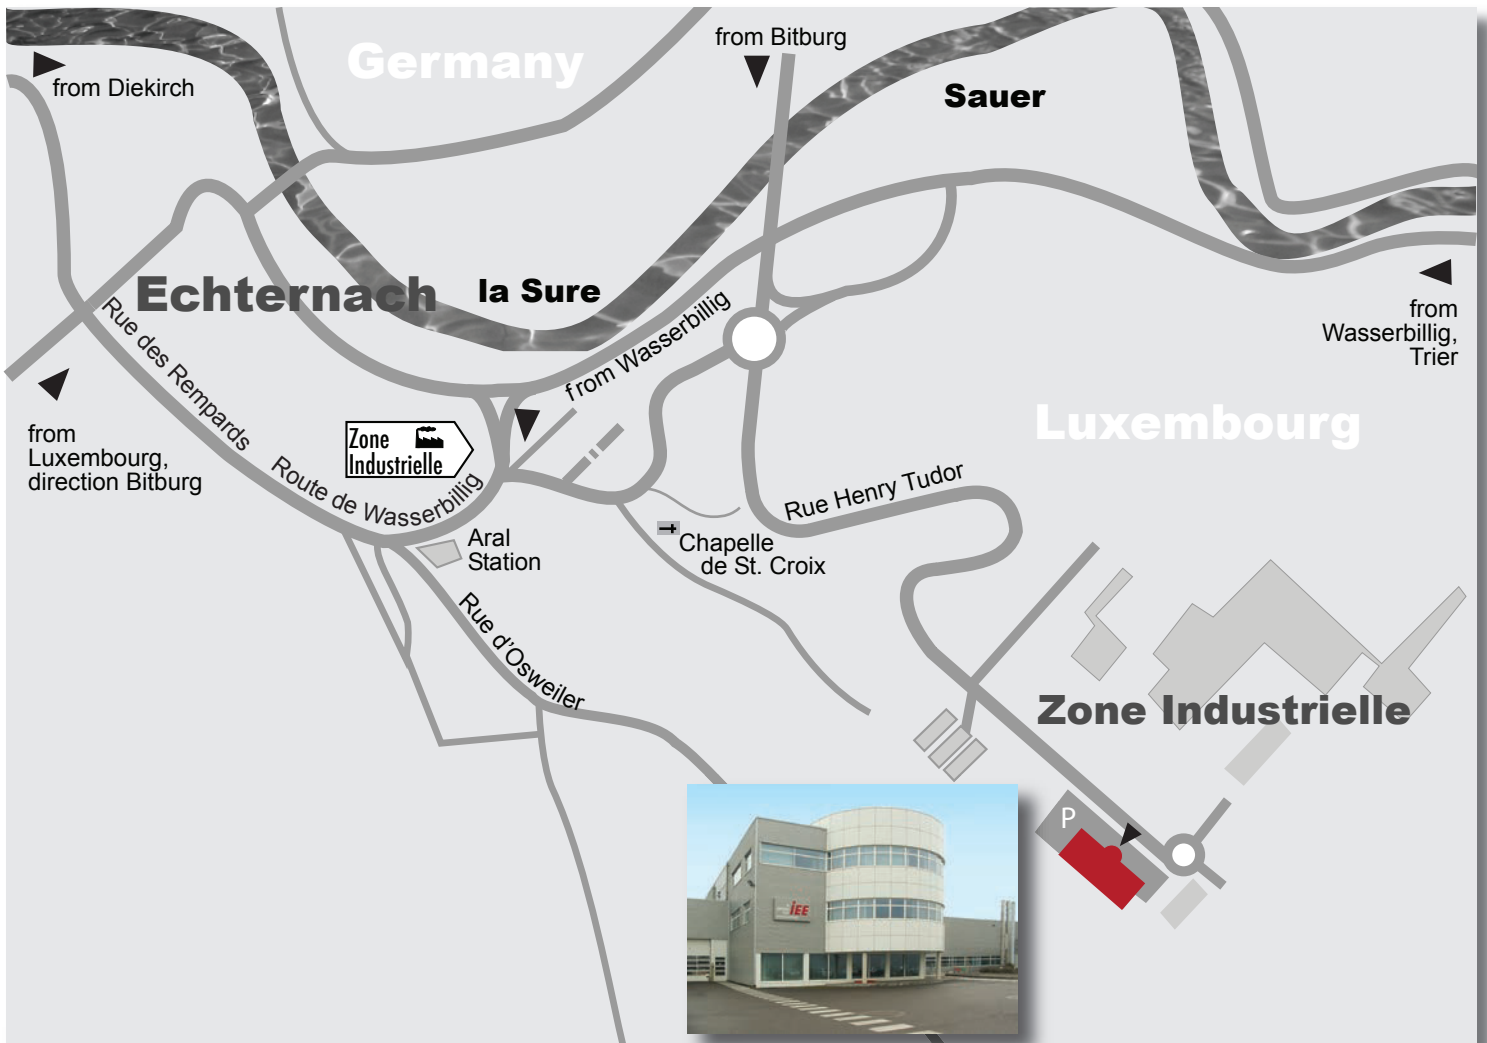 Germany
from Bitburg
from Diekirch
Sauer
Echternach
la Sure
from
Wasserbillig,
Trier
Rue des Rempards
from Wasserbillig
Luxembourg
from
Luxembourg,
direction Bitburg
Zone
Industrielle
Route de Wasserbillig
Rue Henry Tudor
Aral
Station
Chapelle
de St. Croix
Rue d'Osweiler
Zone Industrielle
P
iEE